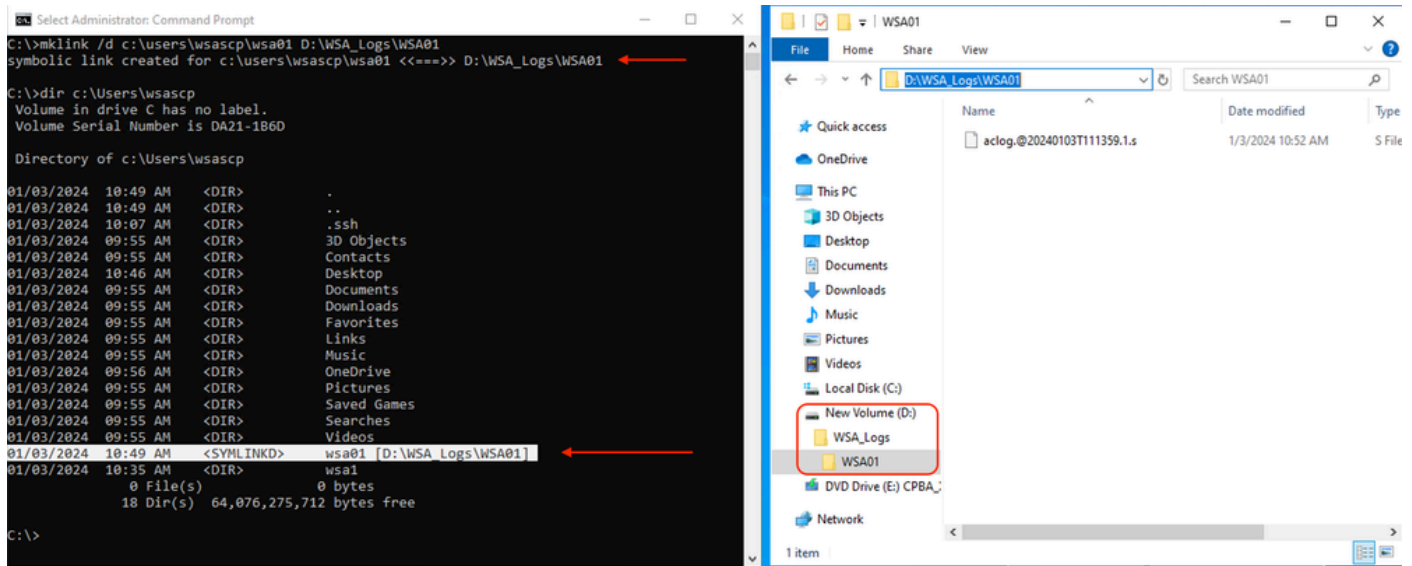 Select Administrator: Command Prompt
C:\>mklink /d c:\users\wsascp\wsa01 D:\WSA_Logs\WSA01
symbolic link created for c:\users\wsascp\wsa01 <<===>> D:\WSA_Logs\WSA01
C:\>dir c:\Users\wsascp
Volume in drive C has no label.
Volume Serial Number is DA21-1B6D
Directory of c:\Users\wsascp
01/03/2024 10:49 AM <DIR> .
01/03/2024 10:49 AM <DIR> ..
01/03/2024 10:07 AM <DIR> .ssh
01/03/2024 09:55 AM <DIR> 3D Objects
01/03/2024 09:55 AM <DIR> Contacts
01/03/2024 10:46 AM <DIR> Desktop
01/03/2024 09:55 AM <DIR> Documents
01/03/2024 09:55 AM <DIR> Downloads
01/03/2024 09:55 AM <DIR> Favorites
01/03/2024 09:55 AM <DIR> Links
01/03/2024 09:55 AM <DIR> Music
01/03/2024 09:56 AM <DIR> OneDrive
01/03/2024 09:55 AM <DIR> Pictures
01/03/2024 09:55 AM <DIR> Saved Games
01/03/2024 09:55 AM <DIR> Searches
01/03/2024 09:55 AM <DIR> Videos
01/03/2024 10:49 AM <SYMLINKD> wsa01 [D:\WSA_Logs\WSA01]
01/03/2024 10:35 AM <DIR> wsa1
0 File(s) 0 bytes
18 Dir(s) 64,076,275,712 bytes free
C:\>
WSA01
File Home Share View
D:\WSA_Logs\WSA01
Search WSA01
Name Date modified Type
aclog.@20240103T111359.1.s 1/3/2024 10:52 AM S File
Quick access
OneDrive
This PC
3D Objects
Desktop
Documents
Downloads
Music
Pictures
Videos
Local Disk (C:)
New Volume (D:)
WSA_Logs
WSA01
DVD Drive (E:) CPBA_
Network
1 item